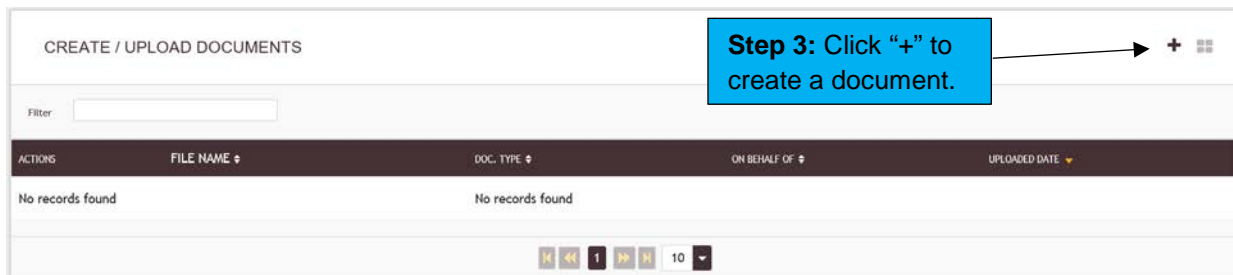 CREATE / UPLOAD DOCUMENTS
Step 3: Click “+” to
create a document.
Filter
ACTIONS FILE NAME DOC. TYPE ON BEHALF OF UPLOADED DATE
No records found No records found
1 10